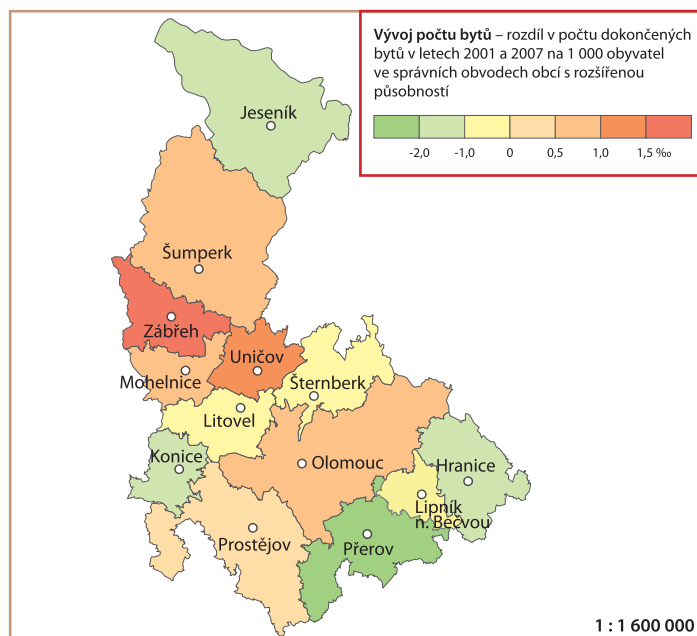 Vývoj počtu bytů – rozdíl v počtu dokončených
bytů v letech 2001 a 2007 na 1 000 obyvatel
ve správních obvodech obcí s rozšířenou
působností
-2,0 -1,0 0 0,5 1,0 1,5 ‰
Jeseník
Šumperk
Zábřeh
Uničov
Mohelnice
Šternberk
Litovel
Konice
Olomouc
Hranice
Lipník
n. Bečvou
Prostějov
Přerov
1 : 1 600 000